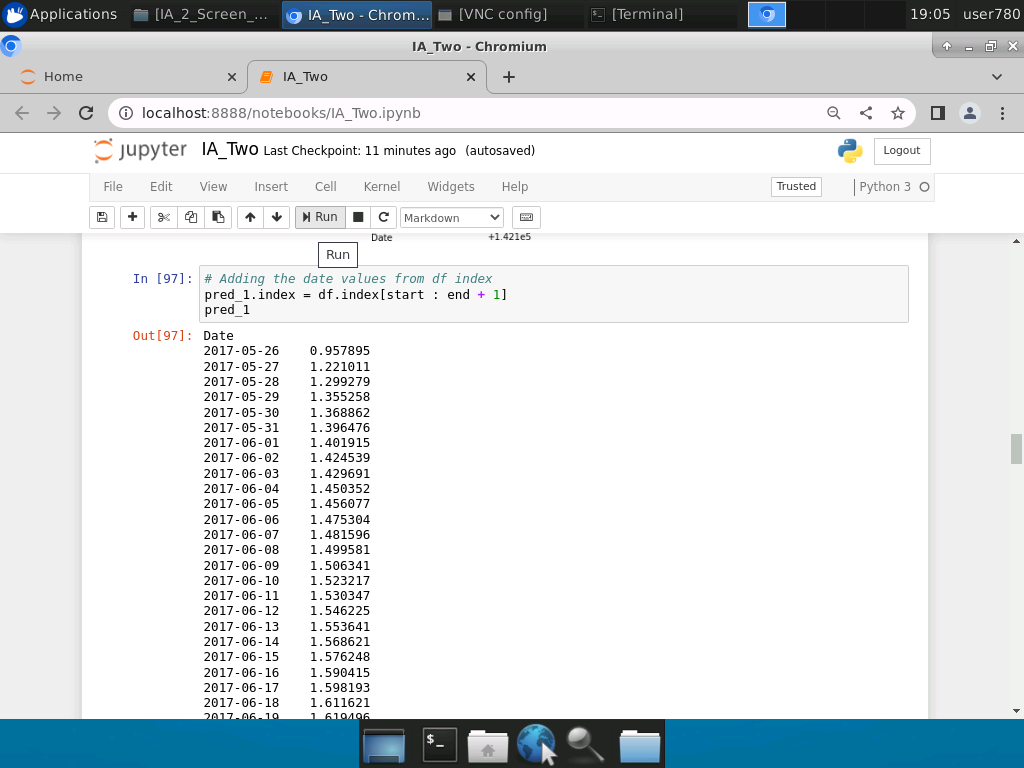 Applications [IA_2_Screen_... IA_Two - Chrom... [VNC config] [Terminal] 19:05 user780
IA_Two - Chromium
Home IA_Two
localhost:8888/notebooks/IA_Two.ipynb
jupyter IA_Two Last Checkpoint: 11 minutes ago (autosaved) Logout
File Edit View Insert Cell Kernel Widgets Help Trusted Python 3
Run Markdown
Date +1.421e5
Run
In [97]: # Adding the date values from df index
pred_1.index = df.index[start : end + 1]
pred_1
Out[97]: Date
2017-05-26 0.957895
2017-05-27 1.221011
2017-05-28 1.299279
2017-05-29 1.355258
2017-05-30 1.368862
2017-05-31 1.396476
2017-06-01 1.401915
2017-06-02 1.424539
2017-06-03 1.429691
2017-06-04 1.450352
2017-06-05 1.456077
2017-06-06 1.475304
2017-06-07 1.481596
2017-06-08 1.499581
2017-06-09 1.506341
2017-06-10 1.523217
2017-06-11 1.530347
2017-06-12 1.546225
2017-06-13 1.553641
2017-06-14 1.568621
2017-06-15 1.576248
2017-06-16 1.590415
2017-06-17 1.598193
2017-06-18 1.611621
2017-06-19 1.619496
$_